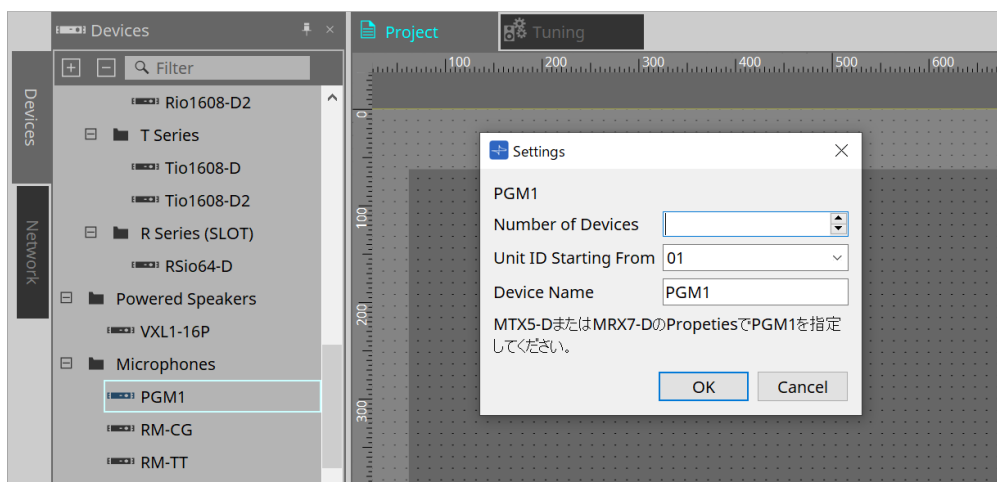 Devices
Filter
Devices
Network
Rio1608-D2
T Series
Tio1608-D
Tio1608-D2
R Series (SLOT)
RSio64-D
Powered Speakers
VXL1-16P
Microphones
PGM1
RM-CG
RM-TT
Project
Tuning
100
200
300
400
500
600
0
100
200
300
Settings
PGM1
Number of Devices
Unit ID Starting From 01
Device Name PGM1
MTX5-DまたはMRX7-DのPropetiesでPGM1を指定
してください。
OK Cancel